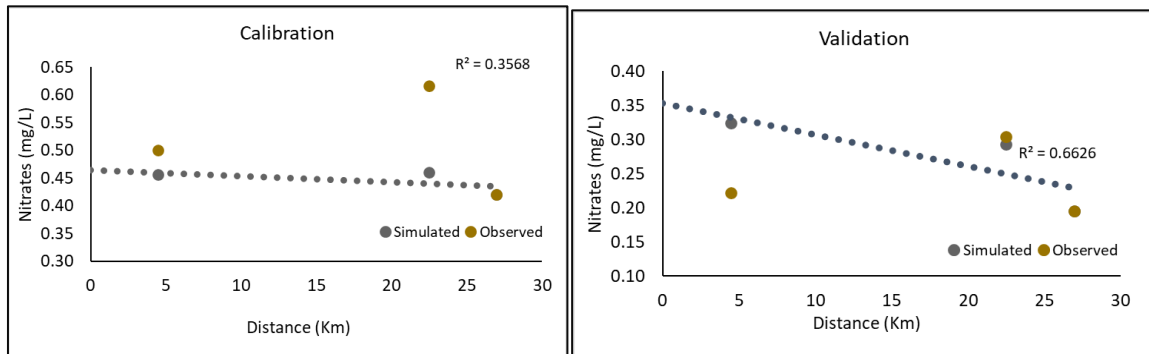 Calibration
R² = 0.3568
Nitrates (mg/L)
0.65
0.60
0.55
0.50
0.45
0.40
0.35
0.30
Simulated Observed
0 5 10 15 20 25 30
Distance (Km)
Validation
R² = 0.6626
Nitrates (mg/L)
0.40
0.35
0.30
0.25
0.20
0.15
0.10
Simulated Observed
0 5 10 15 20 25 30
Distance (Km)